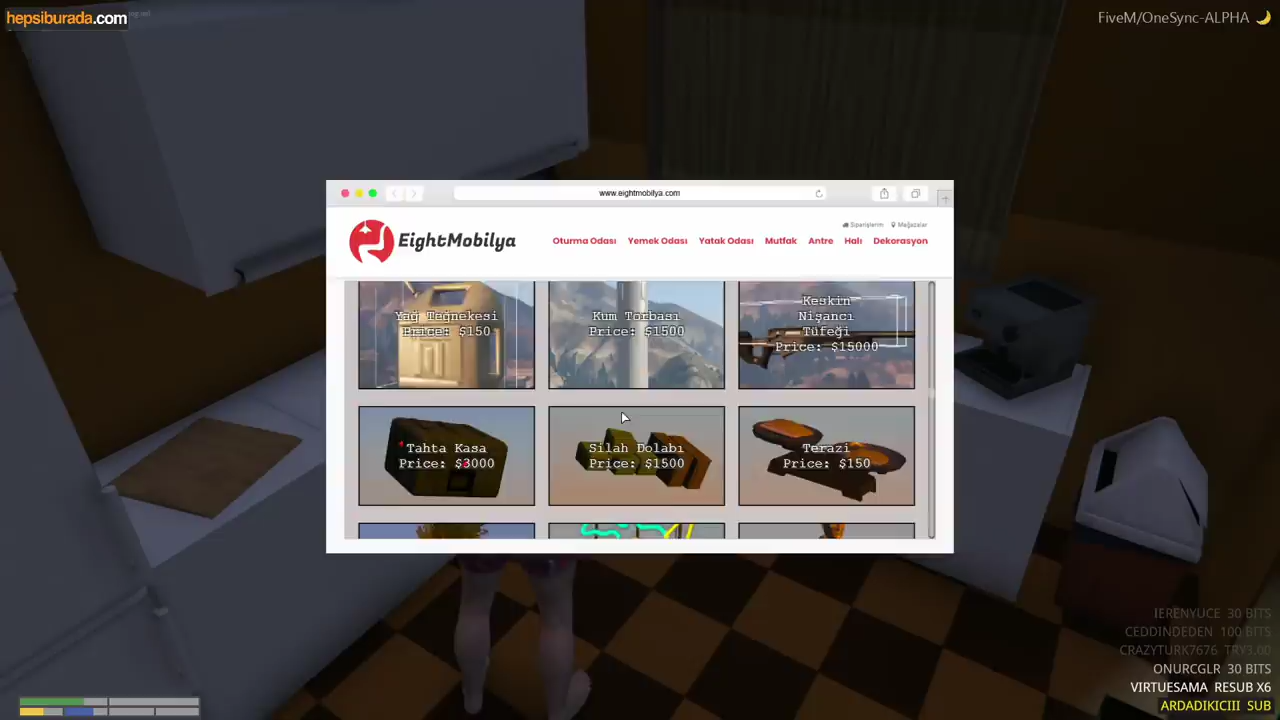 hepsiburada.com
FiveM/OneSync-ALPHA
www.eightmobilya.com
Siparişlerim Mağazalar
EightMobilya
Oturma Odası Yemek Odası Yatak Odası Mutfak Antre Halı Dekorasyon
Yağ Teğnekesi
Price: $150
Kum Torbası
Price: $1500
Keskin
Nişancı
Tüfeği
Price: $15000
Tahta Kasa
Price: $3000
Silah Dolabı
Price: $1500
Terazi
Price: $150
IERENYUCE 30 BITS
CEDDINDEDEN 100 BITS
CRAZYTURK7676 TRY3.00
ONURCGLR 30 BITS
VIRTUESAMA RESUB X6
ARDADIKICIII SUB